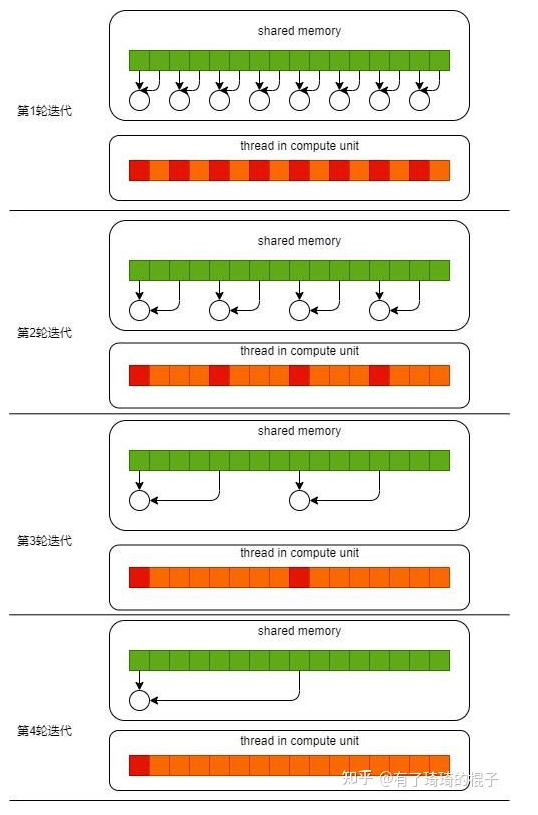 shared memory
第1轮迭代
thread in compute unit
shared memory
第2轮迭代
thread in compute unit
shared memory
第3轮迭代
thread in compute unit
shared memory
第4轮迭代
thread in compute unit
知乎 @有了琦琦的棍子